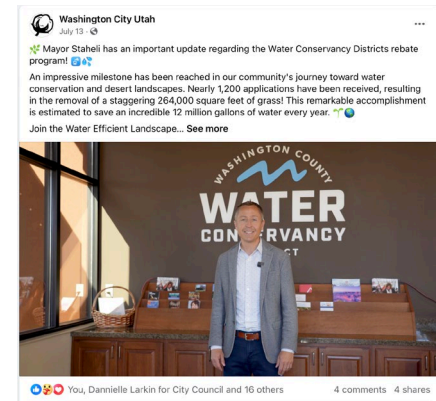 Washington City Utah
July 13 ·
Mayor Staheli has an important update regarding the Water Conservancy Districts rebate
program!
An impressive milestone has been reached in our community's journey toward water
conservation and desert landscapes. Nearly 1,200 applications have been received, resulting
in the removal of a staggering 264,000 square feet of grass! This remarkable accomplishment
is estimated to save an incredible 12 million gallons of water every year.
Join the Water Efficient Landscape... See more
WASHINGTON COUNTY
WATER
CONSERVANCY
CT
You, Dannielle Larkin for City Council and 16 others 4 comments 4 shares